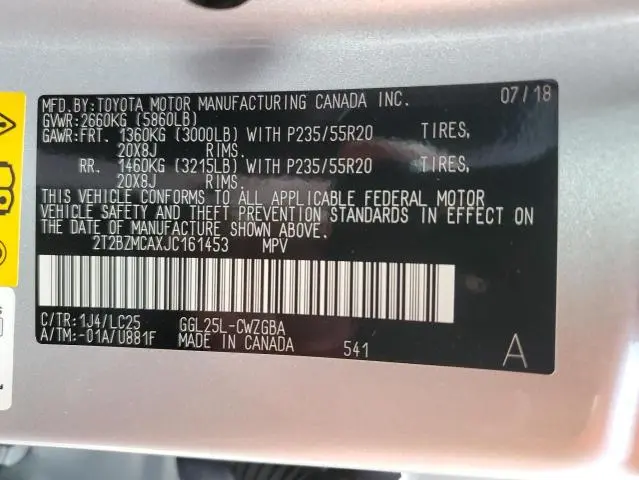 MFD.BY:TOYOTA MOTOR MANUFACTURING CANADA INC. 07/18
GVWR:2660KG (5860LB)
GAWR:FRT. 1360KG (3000LB) WITH P235/55R20 TIRES,
20X8J RIMS.
RR. 1460KG (3215LB) WITH P235/55R20 TIRES,
20X8J RIMS.
THIS VEHICLE CONFORMS TO ALL APPLICABLE FEDERAL MOTOR
VEHICLE SAFETY AND THEFT PREVENTION STANDARDS IN EFFECT ON
THE DATE OF MANUFACTURE SHOWN ABOVE.
2T2BZMCAXJC161453 MPV
C/TR:1J4/LC25 GGL25L-CWZGBA
A/TM:-01A/U881F MADE IN CANADA 541 A